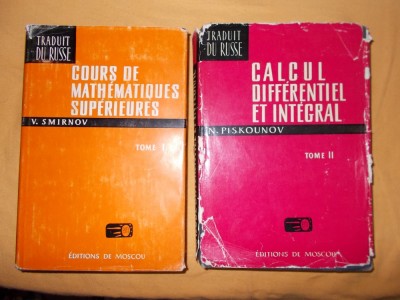 TRADUIT
DU RUSSE
COURS DE
MATHÉMATIQUES
SUPÉRIEURES
V. SMIRNOV
TOME I
ÉDITIONS DE MOSCOU
TRADUIT
DU RUSSE
CALCUL
DIFFÉRENTIEL
ET INTÉGRAL
N. PISKOUNOV
TOME II
ÉDITIONS DE MOSCOU